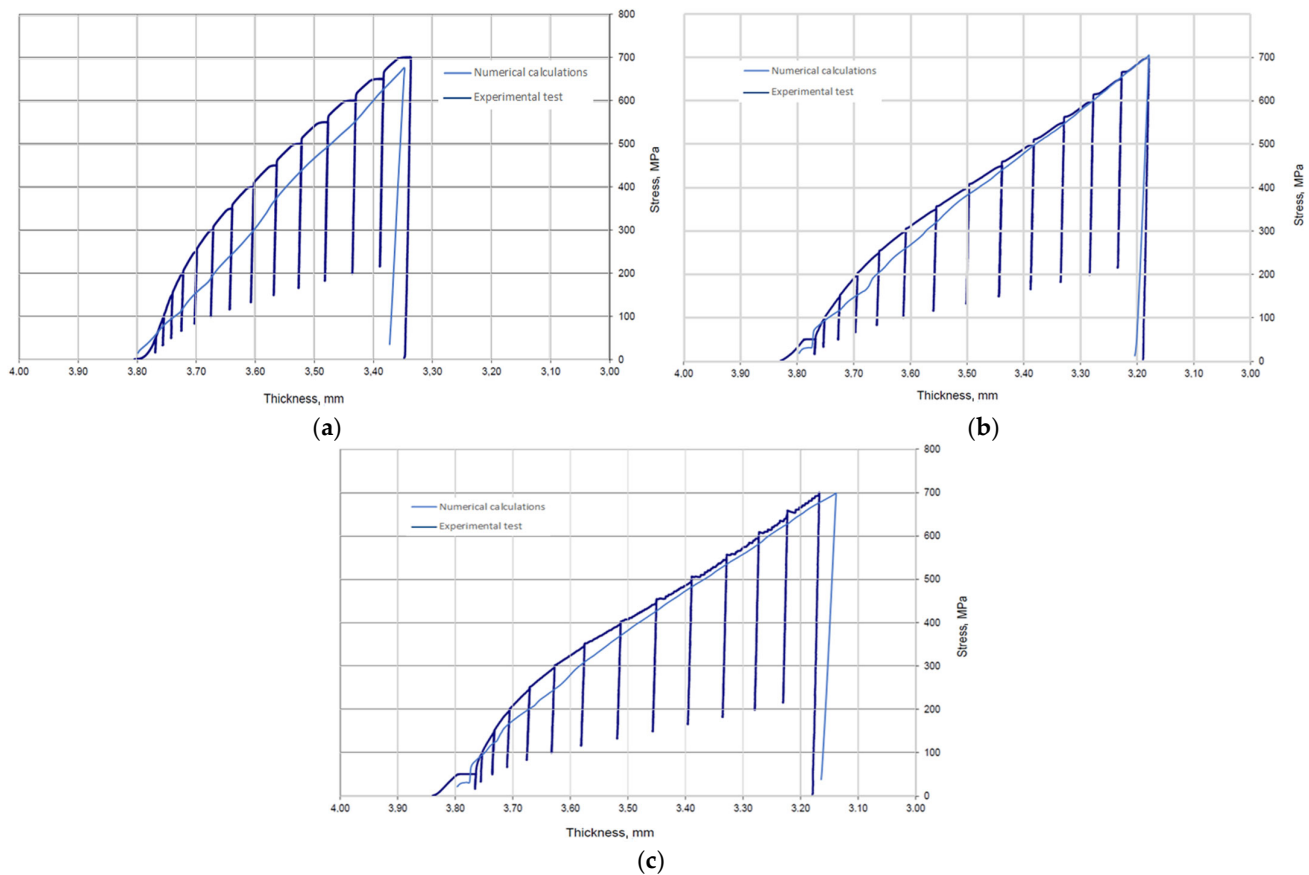 800
700
600
500
400
300
200
100
0
Stress, MPa
Numerical calculations
Experimental test
4.00 3.90 3.80 3.70 3.60 3.50 3.40 3.30 3.20 3.10 3.00
Thickness, mm
(a)
800
700
600
500
400
300
200
100
0
Stress, MPa
Numerical calculations
Experimental test
4.00 3.90 3.80 3.70 3.60 3.50 3.40 3.30 3.20 3.10 3.00
Thickness, mm
(b)
800
700
600
500
400
300
200
100
0
Stress, MPa
Numerical calculations
Experimental test
4.00 3.90 3.80 3.70 3.60 3.50 3.40 3.30 3.20 3.10 3.00
Thickness, mm
(c)